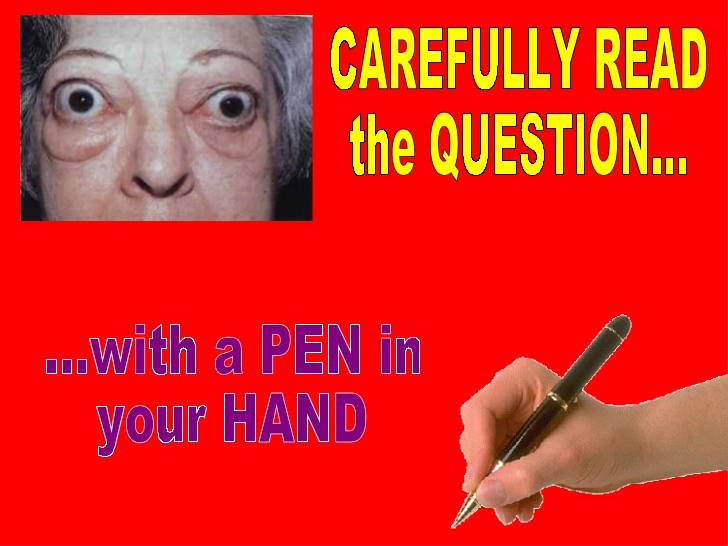 CAREFULLY READ
the QUESTION...
...with a PEN in
your HAND